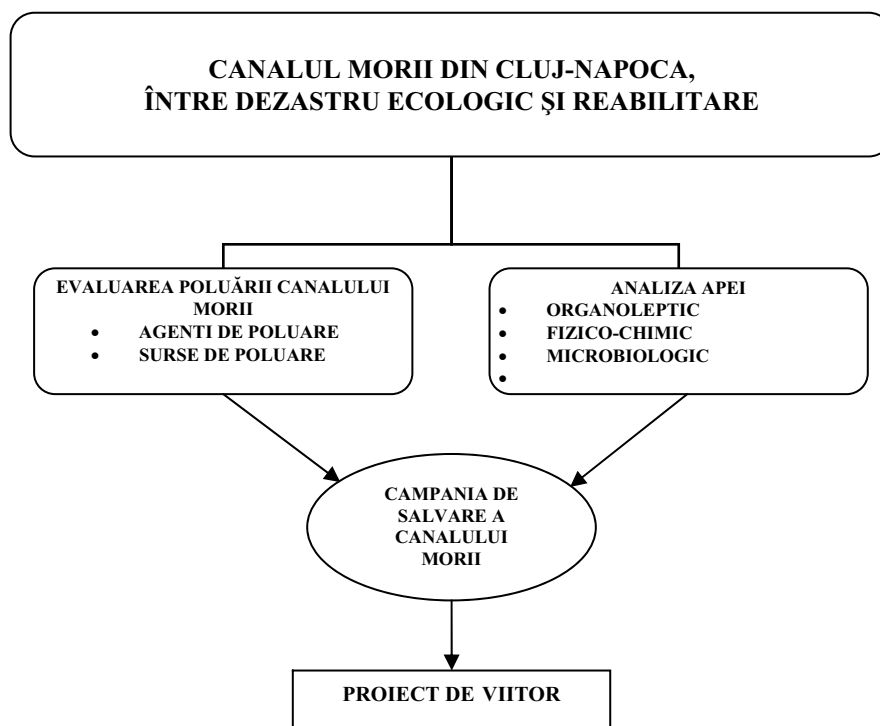 CANALUL MORII DIN CLUJ-NAPOCA,
ÎNTRE DEZASTRU ECOLOGIC ŞI REABILITARE
EVALUAREA POLUĂRII CANALULUI
MORII
• AGENTI DE POLUARE
• SURSE DE POLUARE
ANALIZA APEI
• ORGANOLEPTIC
• FIZICO-CHIMIC
• MICROBIOLOGIC
•
CAMPANIA DE
SALVARE A
CANALULUI
MORII
PROIECT DE VIITOR